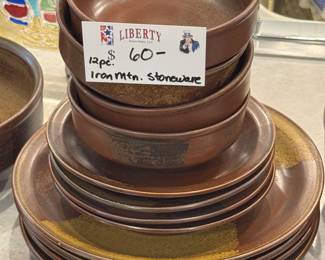 LIBERTY
12pc. $ 60-
Iron Mtn. Stoneware